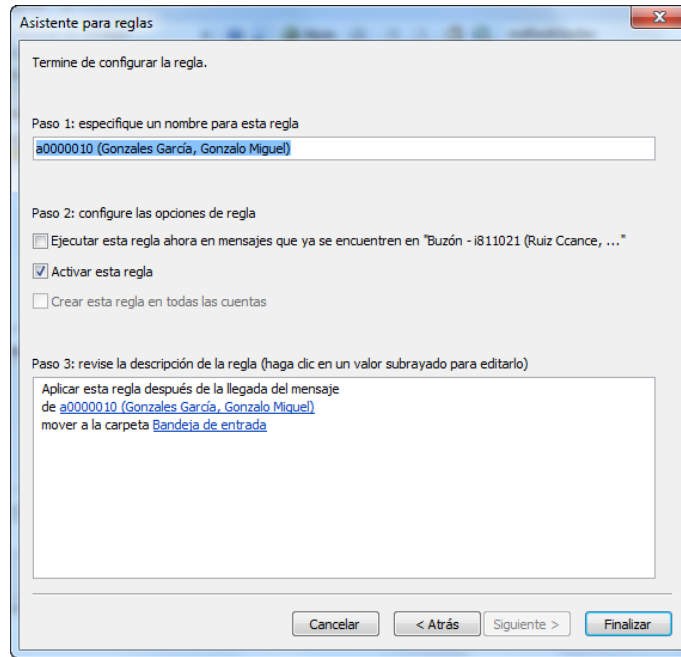 Asistente para reglas
Termine de configurar la regla.
Paso 1: especifique un nombre para esta regla
a0000010 (Gonzales García, Gonzalo Miguel)
Paso 2: configure las opciones de regla
Ejecutar esta regla ahora en mensajes que ya se encuentren en "Buzón - i811021 (Ruiz Ccance, ..."
Activar esta regla
Crear esta regla en todas las cuentas
Paso 3: revise la descripción de la regla (haga clic en un valor subrayado para editarlo)
Aplicar esta regla después de la llegada del mensaje
de a0000010 (Gonzales García, Gonzalo Miguel)
mover a la carpeta Bandeja de entrada
Cancelar < Atrás Siguiente > Finalizar